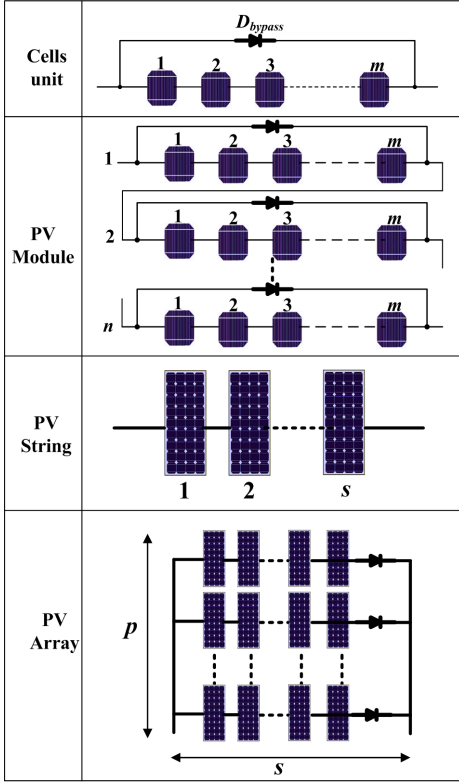 Cells
unit
D_bypass
1 2 3 m
PV
Module
1
1 2 3 m
2
1 2 3 m
n
1 2 3 m
PV
String
1 2 s
PV
Array
p
s